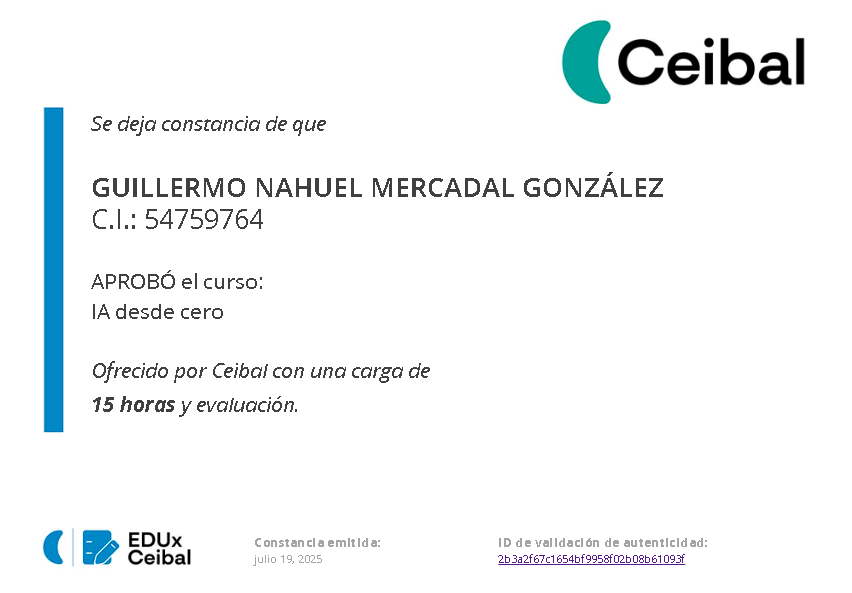 Ceibal
Se deja constancia de que
GUILLERMO NAHUEL MERCADAL GONZÁLEZ
C.I.: 54759764
APROBÓ el curso:
IA desde cero
Ofrecido por Ceibal con una carga de
15 horas y evaluación.
EDUx
Ceibal
Constancia emitida:
julio 19, 2025
ID de validación de autenticidad:
2b3a2f67c1654bf9958f02b08b61093f